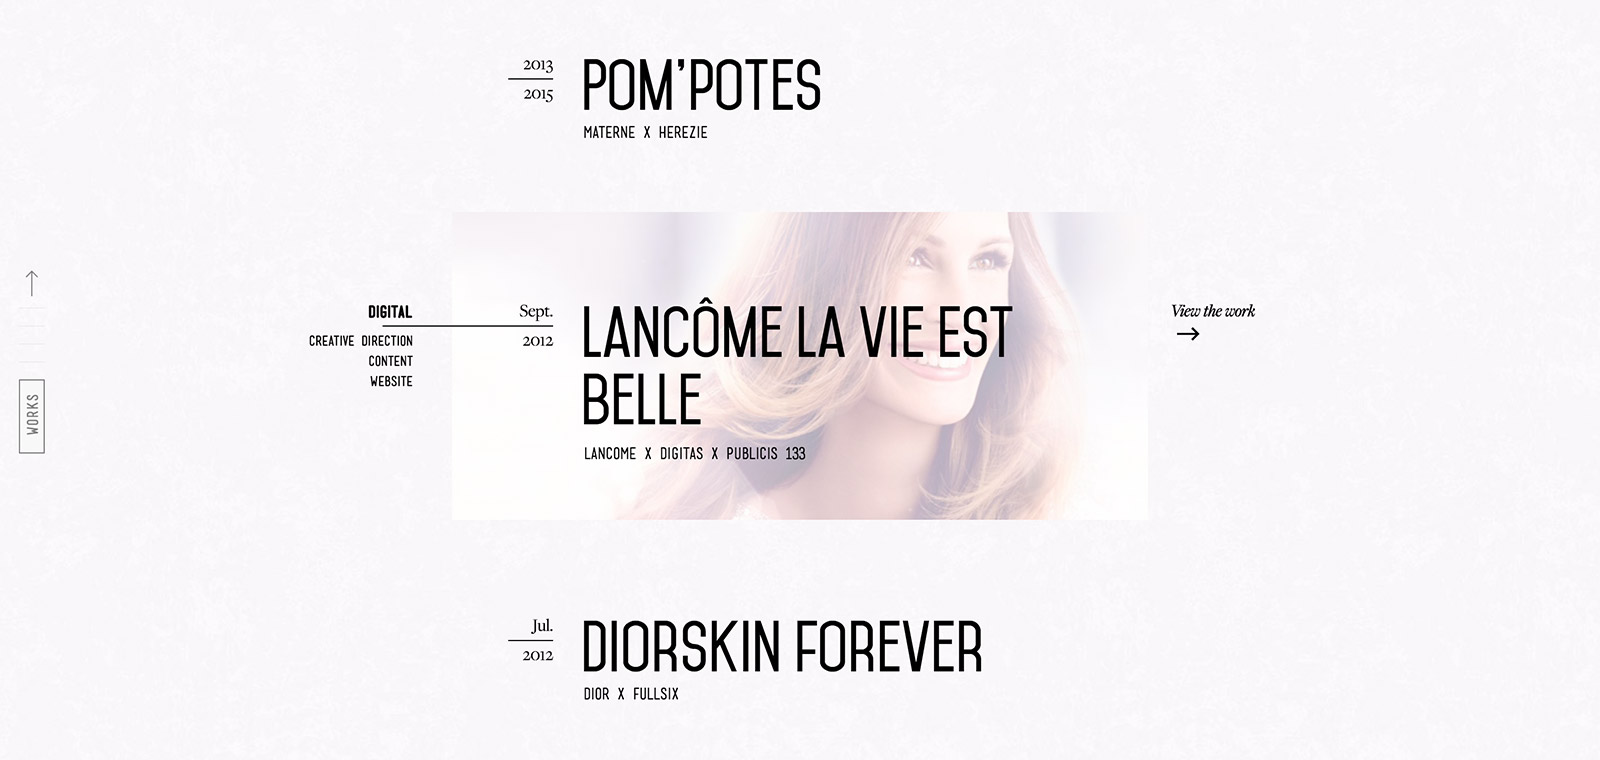 2013
2015
POM’POTES
MATERNE X HEREZIE
DIGITAL
CREATIVE DIRECTION
CONTENT
WEBSITE
Sept.
2012
LANCÔME LA VIE EST
BELLE
LANCOME X DIGITAS X PUBLICIS 133
View the work
WORKS
Jul.
2012
DIORSKIN FOREVER
DIOR X FULLSIX